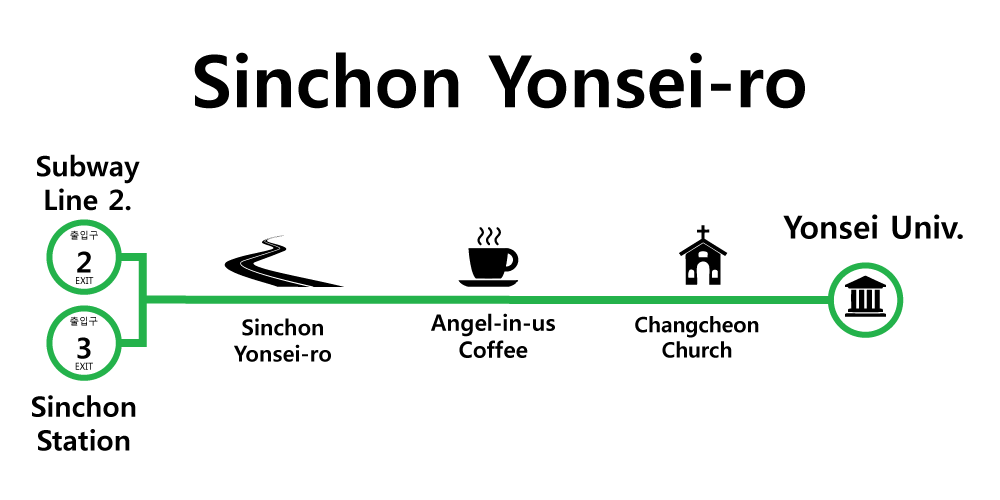 Sinchon Yonsei-ro
Subway
Line 2.
출입구
2
EXIT
출입구
3
EXIT
Sinchon
Station
Sinchon
Yonsei-ro
Angel-in-us
Coffee
Changcheon
Church
Yonsei Univ.